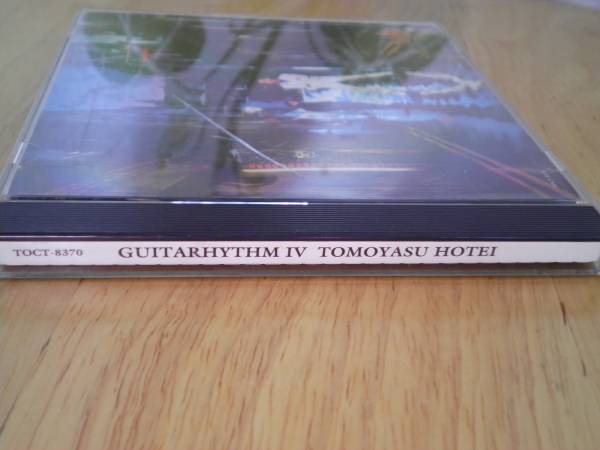 TOCT-8370 GUITARHYTHM IV TOMOYASU HOTEI